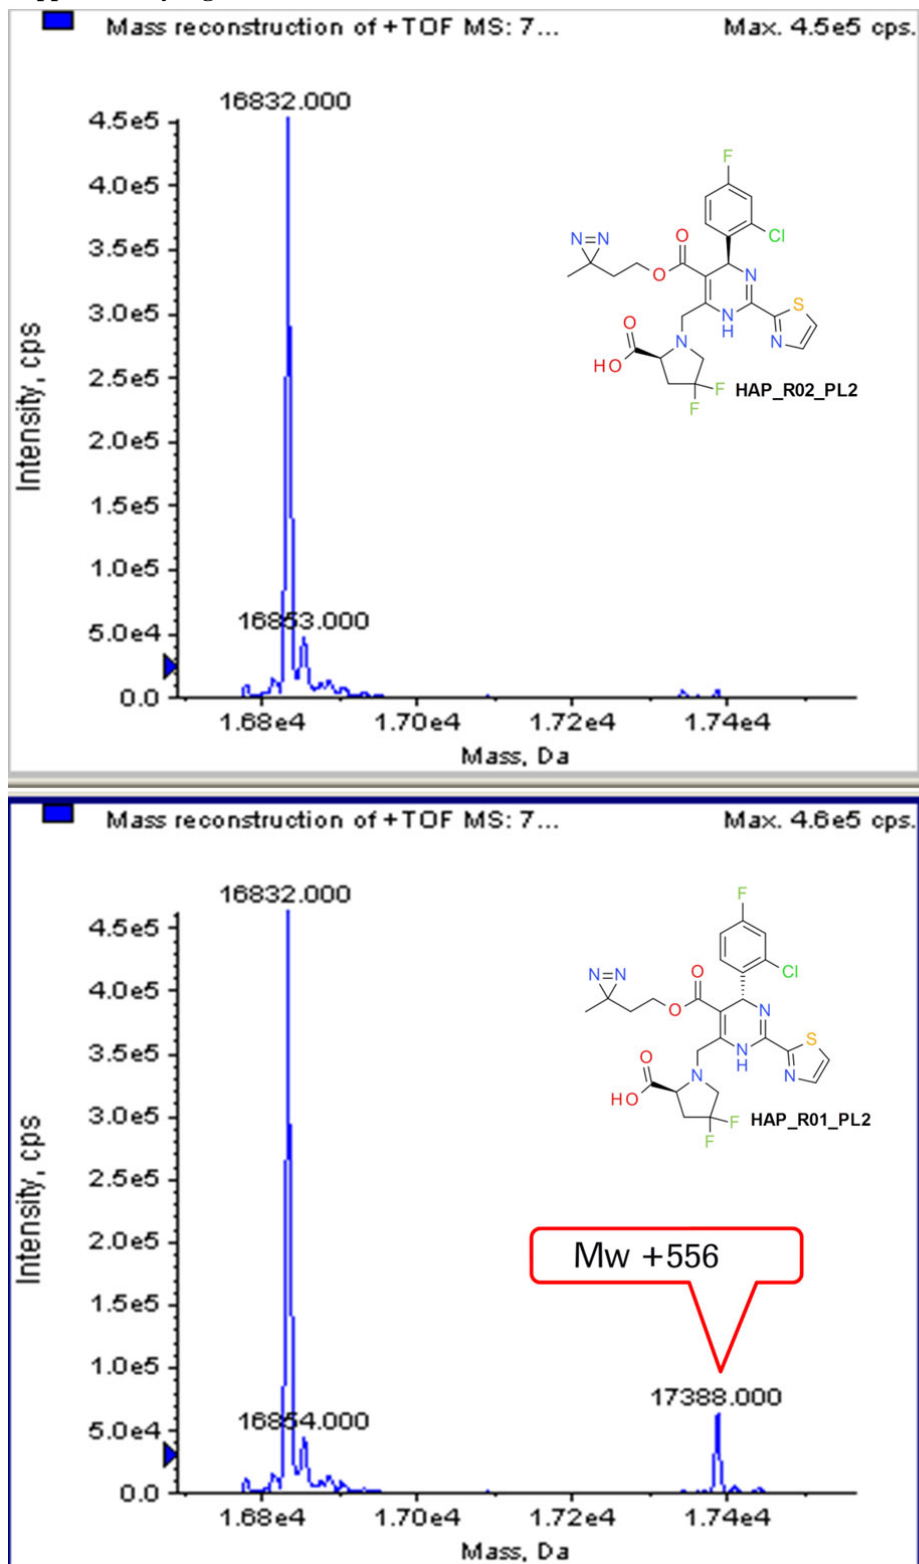 Mass reconstruction of +TOF MS: 7... Max. 4.5e5 cps.
16832.000
4.5e5
4.0e5
3.5e5
3.0e5
2.5e5
2.0e5
1.5e5
1.0e5
5.0e4
0.0
Intensity, cps
16853.000
1.68e4 1.70e4 1.72e4 1.74e4
Mass, Da
F
Cl
N=N
O
O
N
S
N
H
N
O
N
HO
F
F
HAP_R02_PL2
Mass reconstruction of +TOF MS: 7... Max. 4.6e5 cps.
16832.000
4.5e5
4.0e5
3.5e5
3.0e5
2.5e5
2.0e5
1.5e5
1.0e5
5.0e4
0.0
Intensity, cps
16854.000
F
Cl
N=N
O
O
N
S
N
H
N
O
N
HO
F
F
HAP_R01_PL2
Mw +556
17388.000
1.68e4 1.70e4 1.72e4 1.74e4
Mass, Da